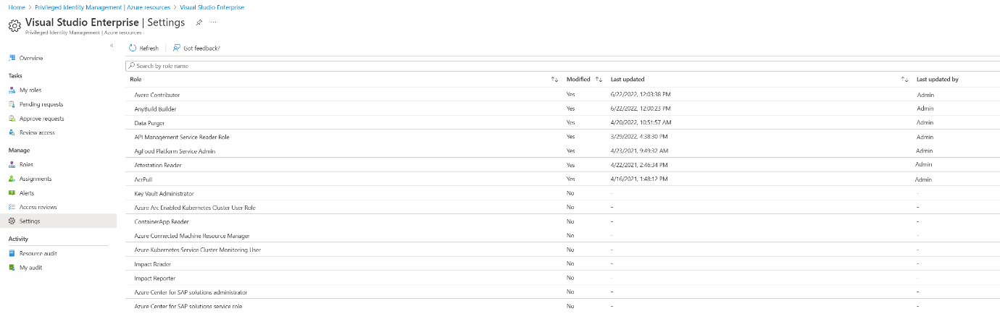 Home > Privileged Identity Management | Azure resources > Visual Studio Enterprise
Visual Studio Enterprise | Settings ...
Privileged Identity Management | Azure resources
«
Overview
Tasks
My roles
Pending requests
Approve requests
Review access
Manage
Roles
Assignments
Alerts
Access reviews
Settings
Activity
Resource audit
My audit
Refresh | Got feedback?
Search by role name
Role ↑↓ Modified ↑↓ Last updated ↑↓ Last updated by
Avere Contributor Yes 6/22/2022, 12:03:38 PM Admin
AnyBuild Builder Yes 6/22/2022, 12:00:23 PM Admin
Data Purger Yes 4/20/2022, 10:51:57 AM Admin
API Management Service Reader Role Yes 3/29/2022, 4:38:30 PM Admin
AgFood Platform Service Admin Yes 4/23/2021, 9:49:32 AM Admin
Attestation Reader Yes 4/22/2021, 2:46:34 PM Admin
AcrPull Yes 4/16/2021, 1:48:12 PM Admin
Key Vault Administrator No - -
Azure Arc Enabled Kubernetes Cluster User Role No - -
ContainerApp Reader No - -
Azure Connected Machine Resource Manager No - -
Azure Kubernetes Service Cluster Monitoring User No - -
Impact Reader No - -
Impact Reporter No - -
Azure Center for SAP solutions administrator No - -
Azure Center for SAP solutions service role No - -